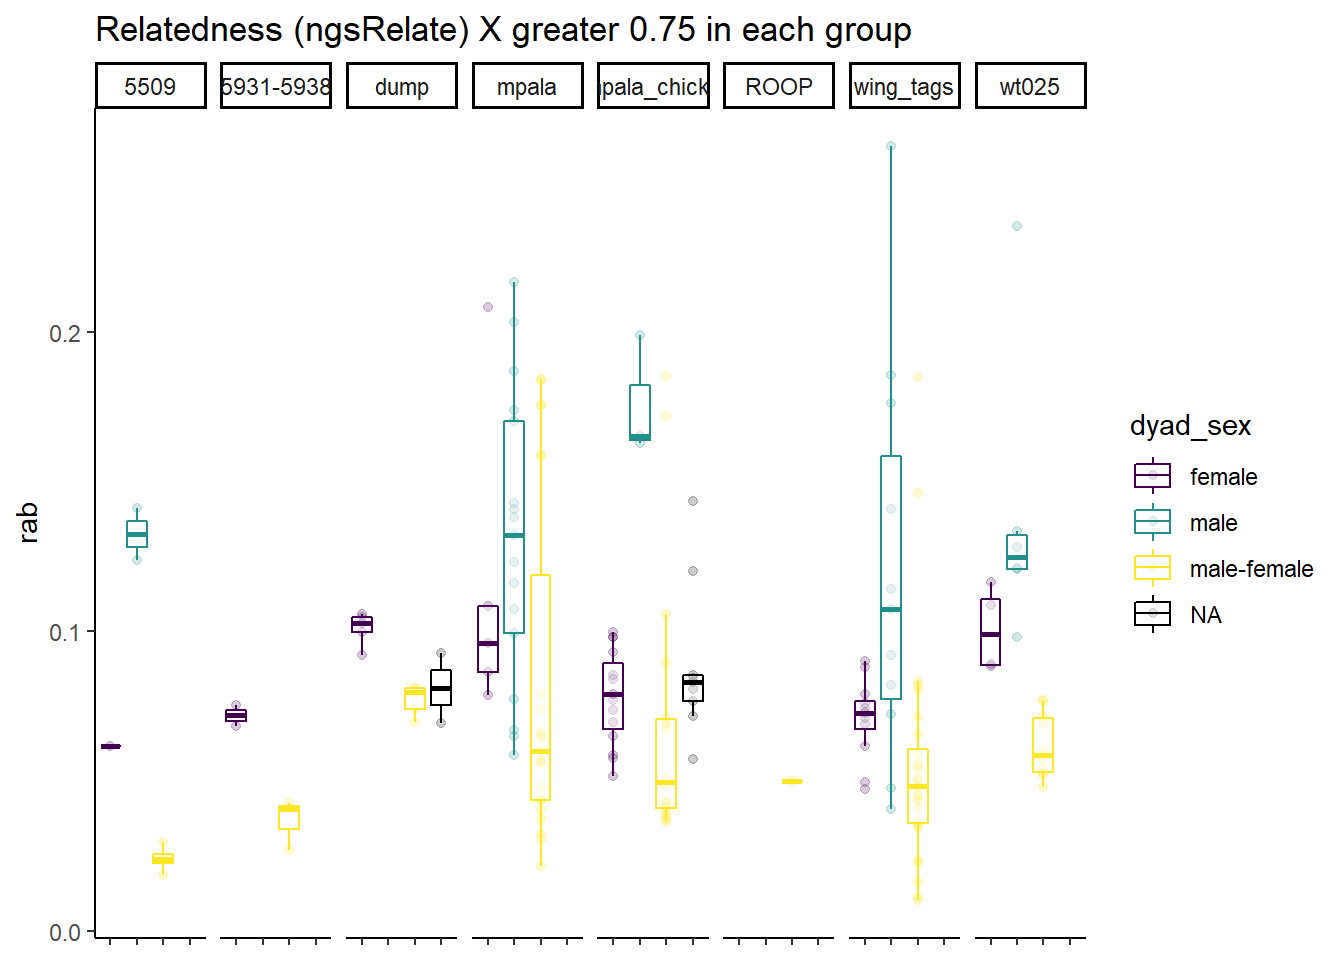 Relatedness (ngsRelate) X greater 0.75 in each group
5509
5931-5938
dump
mpala
pala_chick
ROOP
wing_tags
wt025
0.2
0.1
0.0
rab
dyad_sex
female
male
male-female
NA